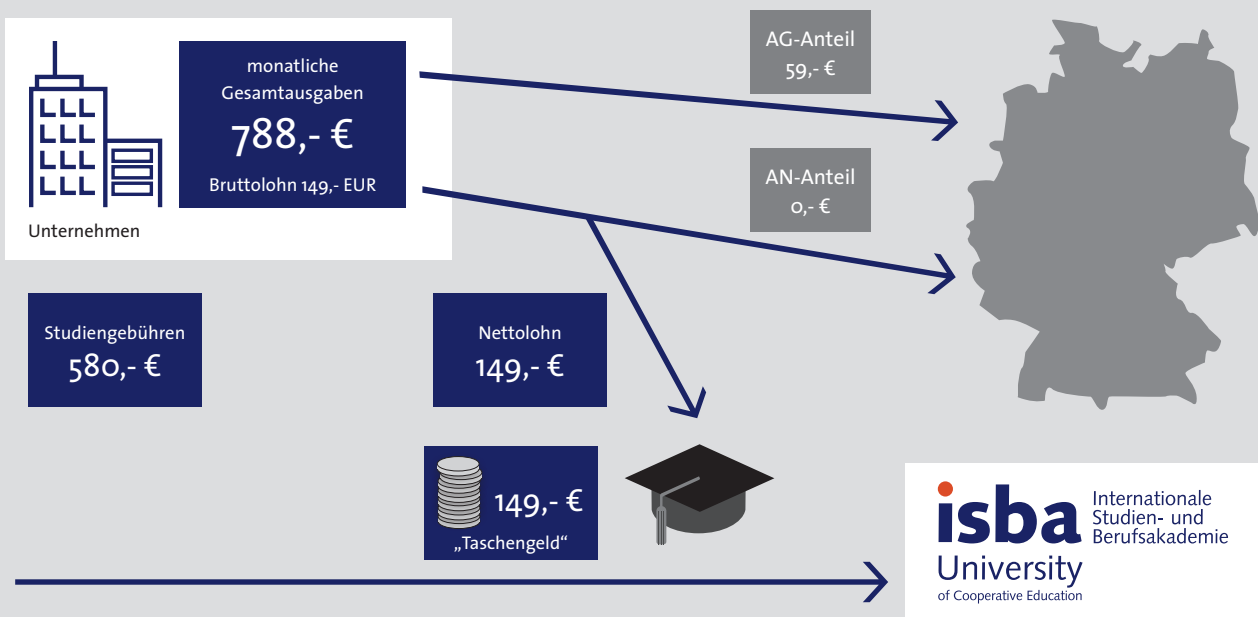 monatliche
Gesamtausgaben
788,- €
Bruttolohn 149,- EUR
Unternehmen
AG-Anteil
59,- €
AN-Anteil
0,- €
Studiengebühren
580,- €
Nettolohn
149,- €
149,- €
„Taschengeld“
isba
Internationale
Studien- und
Berufsakademie
University
of Cooperative Education